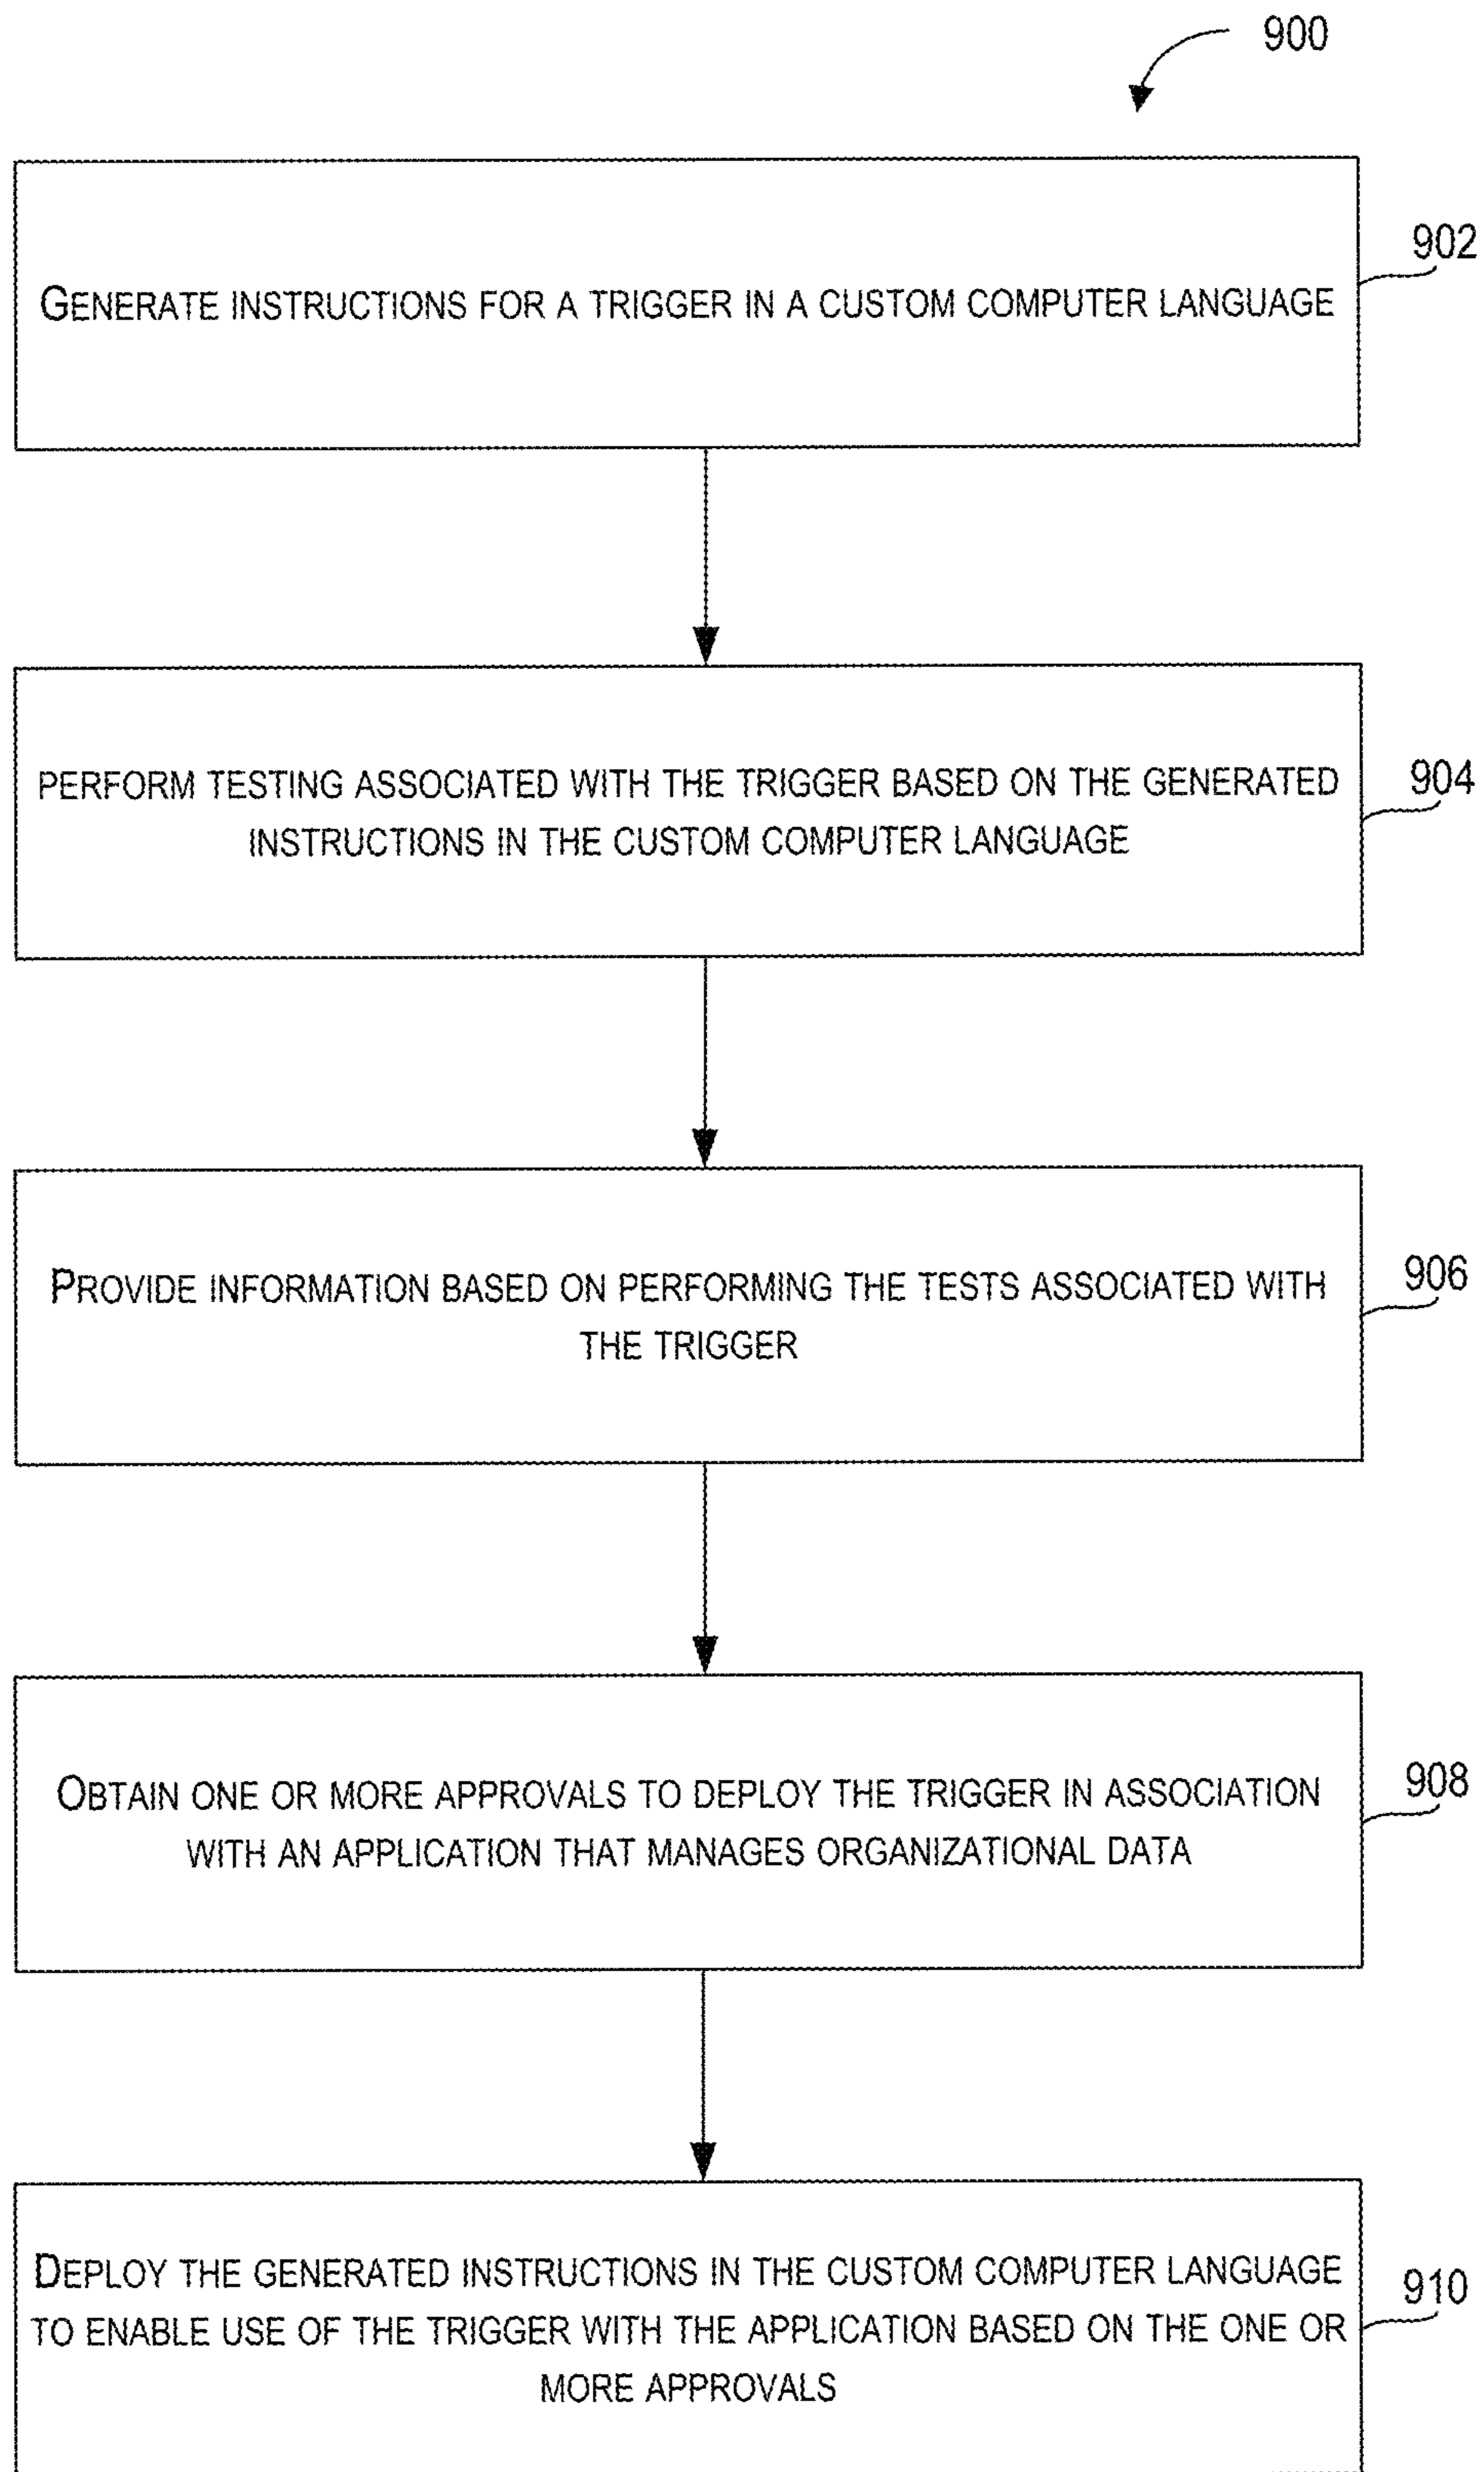 900
902
GENERATE INSTRUCTIONS FOR A TRIGGER IN A CUSTOM COMPUTER LANGUAGE
904
PERFORM TESTING ASSOCIATED WITH THE TRIGGER BASED ON THE GENERATED
INSTRUCTIONS IN THE CUSTOM COMPUTER LANGUAGE
906
PROVIDE INFORMATION BASED ON PERFORMING THE TESTS ASSOCIATED WITH
THE TRIGGER
908
OBTAIN ONE OR MORE APPROVALS TO DEPLOY THE TRIGGER IN ASSOCIATION
WITH AN APPLICATION THAT MANAGES ORGANIZATIONAL DATA
910
DEPLOY THE GENERATED INSTRUCTIONS IN THE CUSTOM COMPUTER LANGUAGE
TO ENABLE USE OF THE TRIGGER WITH THE APPLICATION BASED ON THE ONE OR
MORE APPROVALS